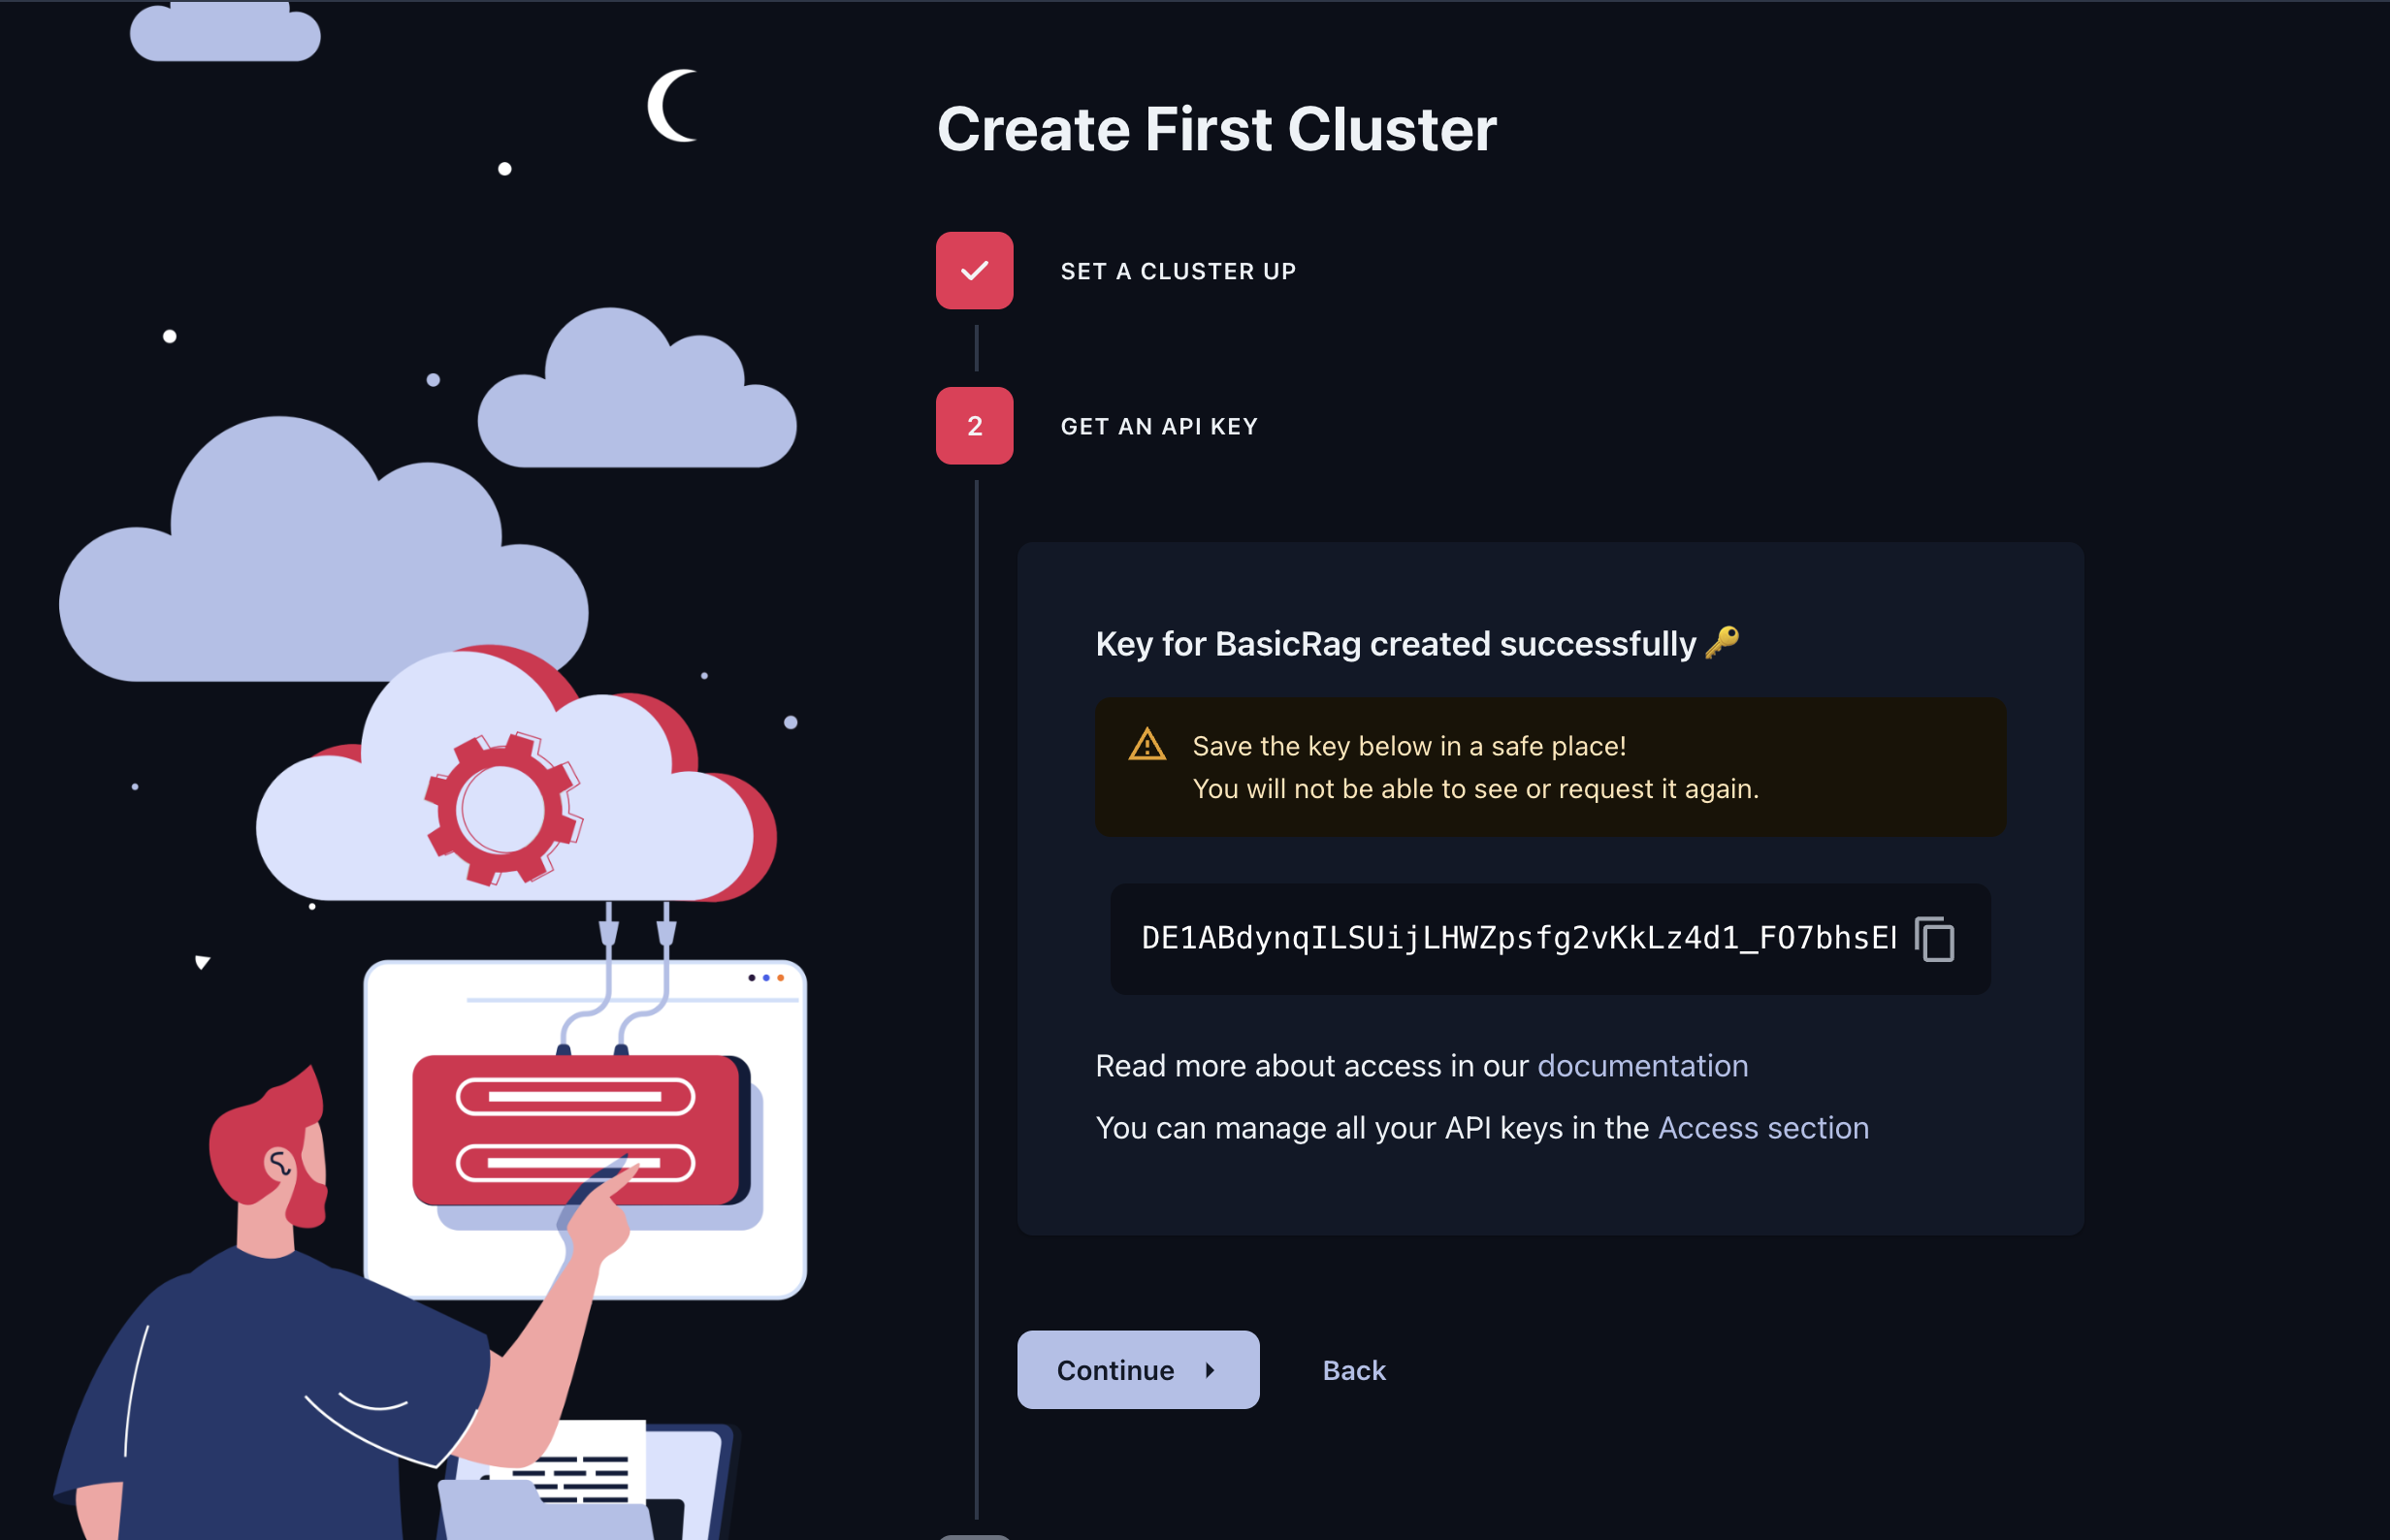 Create First Cluster
SET A CLUSTER UP
2
GET AN API KEY
Key for BasicRag created successfully 🔑
Save the key below in a safe place!
You will not be able to see or request it again.
DE1ABdynqILSUijLHWZpsfg2vKkLz4d1_FO7bhsE
Read more about access in our documentation
You can manage all your API keys in the Access section
Continue
Back